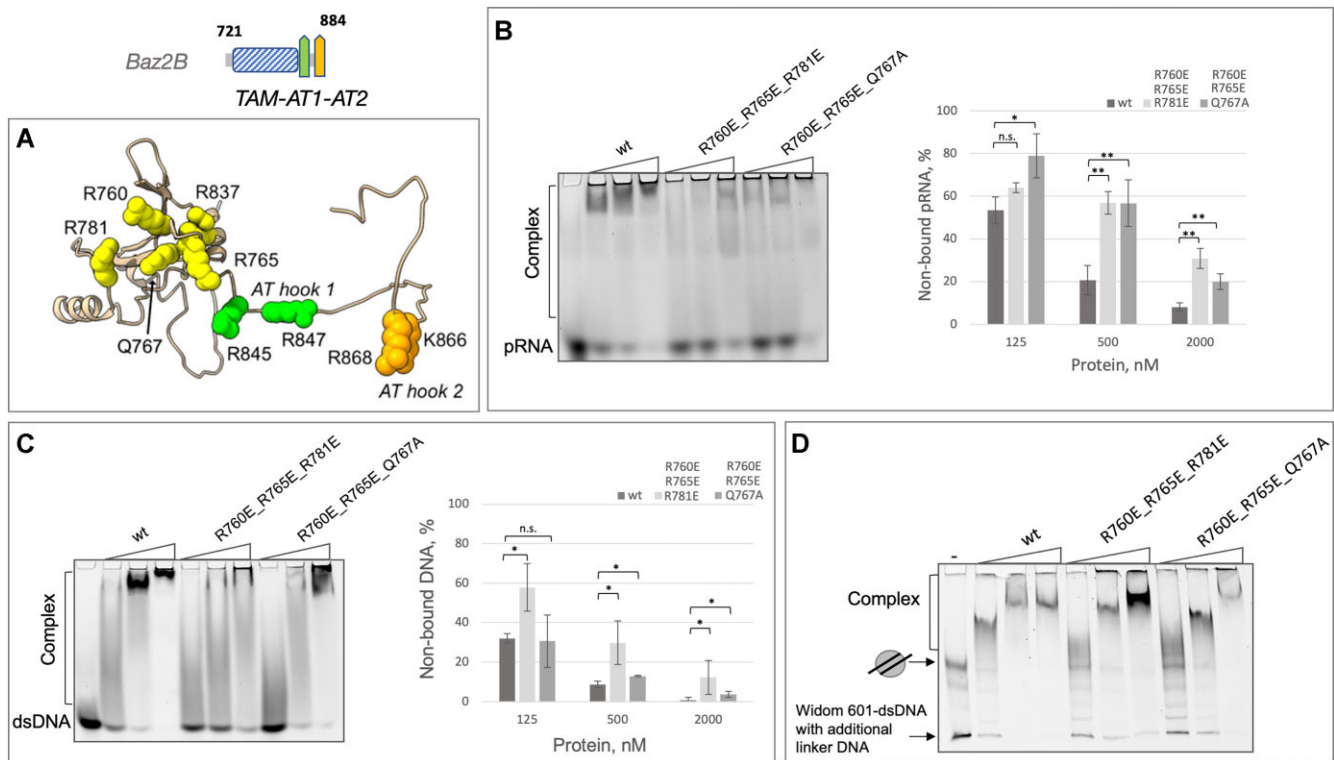 721
884
Baz2B
TAM-AT1-AT2
A
R760
R837
R781
R765
AT hook 1
Q767
R845
R847
R868
K866
AT hook 2
B
wt
R760E_R765E_R781E
R760E_R765E_Q767A
Complex
pRNA
R760E R760E
R765E R765E
wt R781E Q767A
Non-bound pRNA, %
100
80
60
40
20
0
*
n.s.
**
**
**
**
125 500 2000
Protein, nM
C
wt
R760E_R765E_R781E
R760E_R765E_Q767A
Complex
dsDNA
R760E R760E
R765E R765E
wt R781E Q767A
Non-bound DNA, %
100
80
60
40
20
0
n.s.
*
*
*
*
*
125 500 2000
Protein, nM
D
- wt
R760E_R765E_R781E
R760E_R765E_Q767A
Complex
Widom 601-dsDNA
with additional
linker DNA